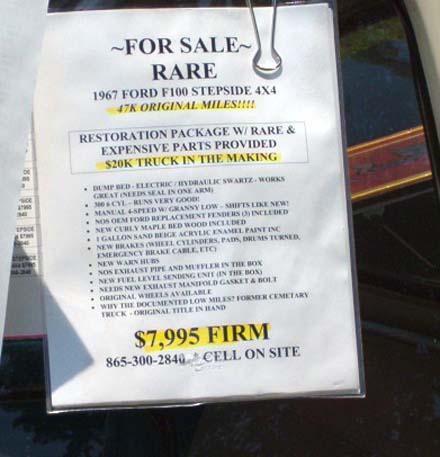 ~FOR SALE~
RARE
1967 FORD F100 STEPSIDE 4X4
47K ORIGINAL MILES!!!!
RESTORATION PACKAGE W/ RARE &
EXPENSIVE PARTS PROVIDED
$20K TRUCK IN THE MAKING
• DUMP BED - ELECTRIC / HYDRAULIC SWARTZ - WORKS
GREAT (NEEDS SEAL IN ONE ARM)
• 300 6 CYL – RUNS VERY GOOD!
• MANUAL 4-SPEED W/ GRANNY LOW – SHIFTS LIKE NEW!
• NOS OEM FORD REPLACEMENT FENDERS (3) INCLUDED
• NEW CURLY MAPLE BED WOOD INCLUDED
• 1 GALLON SAND BEIGE ACRYLIC ENAMEL PAINT INC
• NEW BRAKES (WHEEL CYLINDERS, PADS, DRUMS TURNED,
EMERGENCY BRAKE CABLE, ETC)
• NEW WARN HUBS
• NOS EXHAUST PIPE AND MUFFLER IN THE BOX
• NEW FUEL LEVEL SENDING UNIT (IN THE BOX)
• NEEDS NEW EXHAUST MANIFOLD GASKET & BOLT
• ORIGINAL WHEELS AVAILABLE
• WHY THE DOCUMENTED LOW MILES? FORMER CEMETARY
TRUCK - ORIGINAL TITLE IN HAND
$7,995 FIRM
865-300-2840 CELL ON SITE